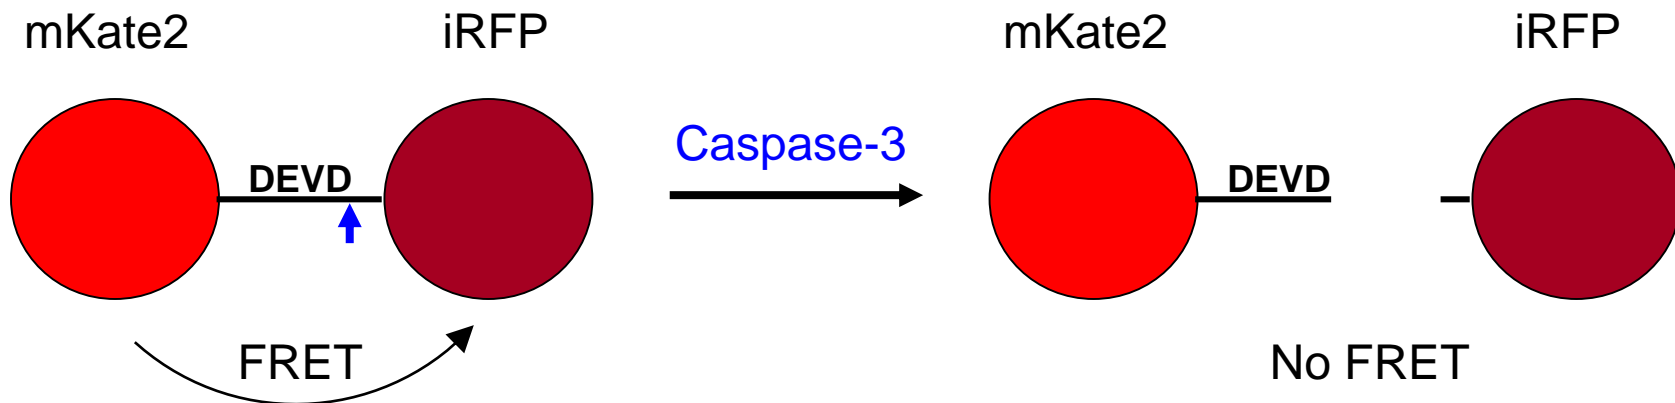 mKate2
iRFP
mKate2
iRFP
DEVD
Caspase-3
DEVD
FRET
No FRET